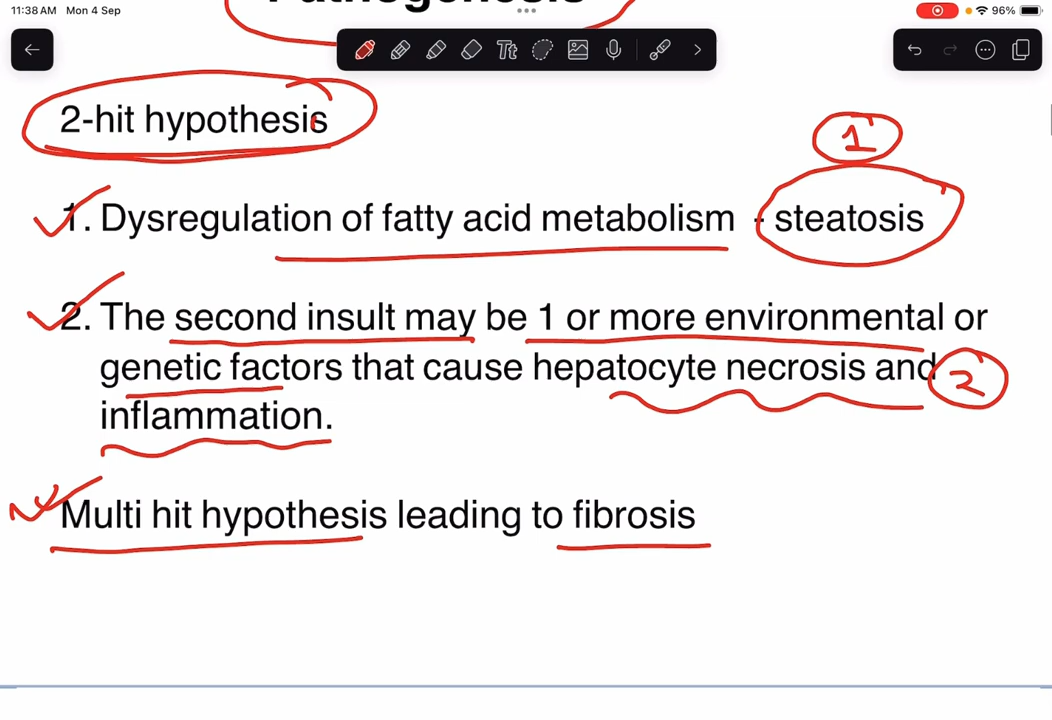 11:38 AM Mon 4 Sep
96%
Pathogenesis
Tt
2-hit hypothesis
1
1. Dysregulation of fatty acid metabolism - steatosis
2. The second insult may be 1 or more environmental or
genetic factors that cause hepatocyte necrosis and 2
inflammation.
Multi hit hypothesis leading to fibrosis